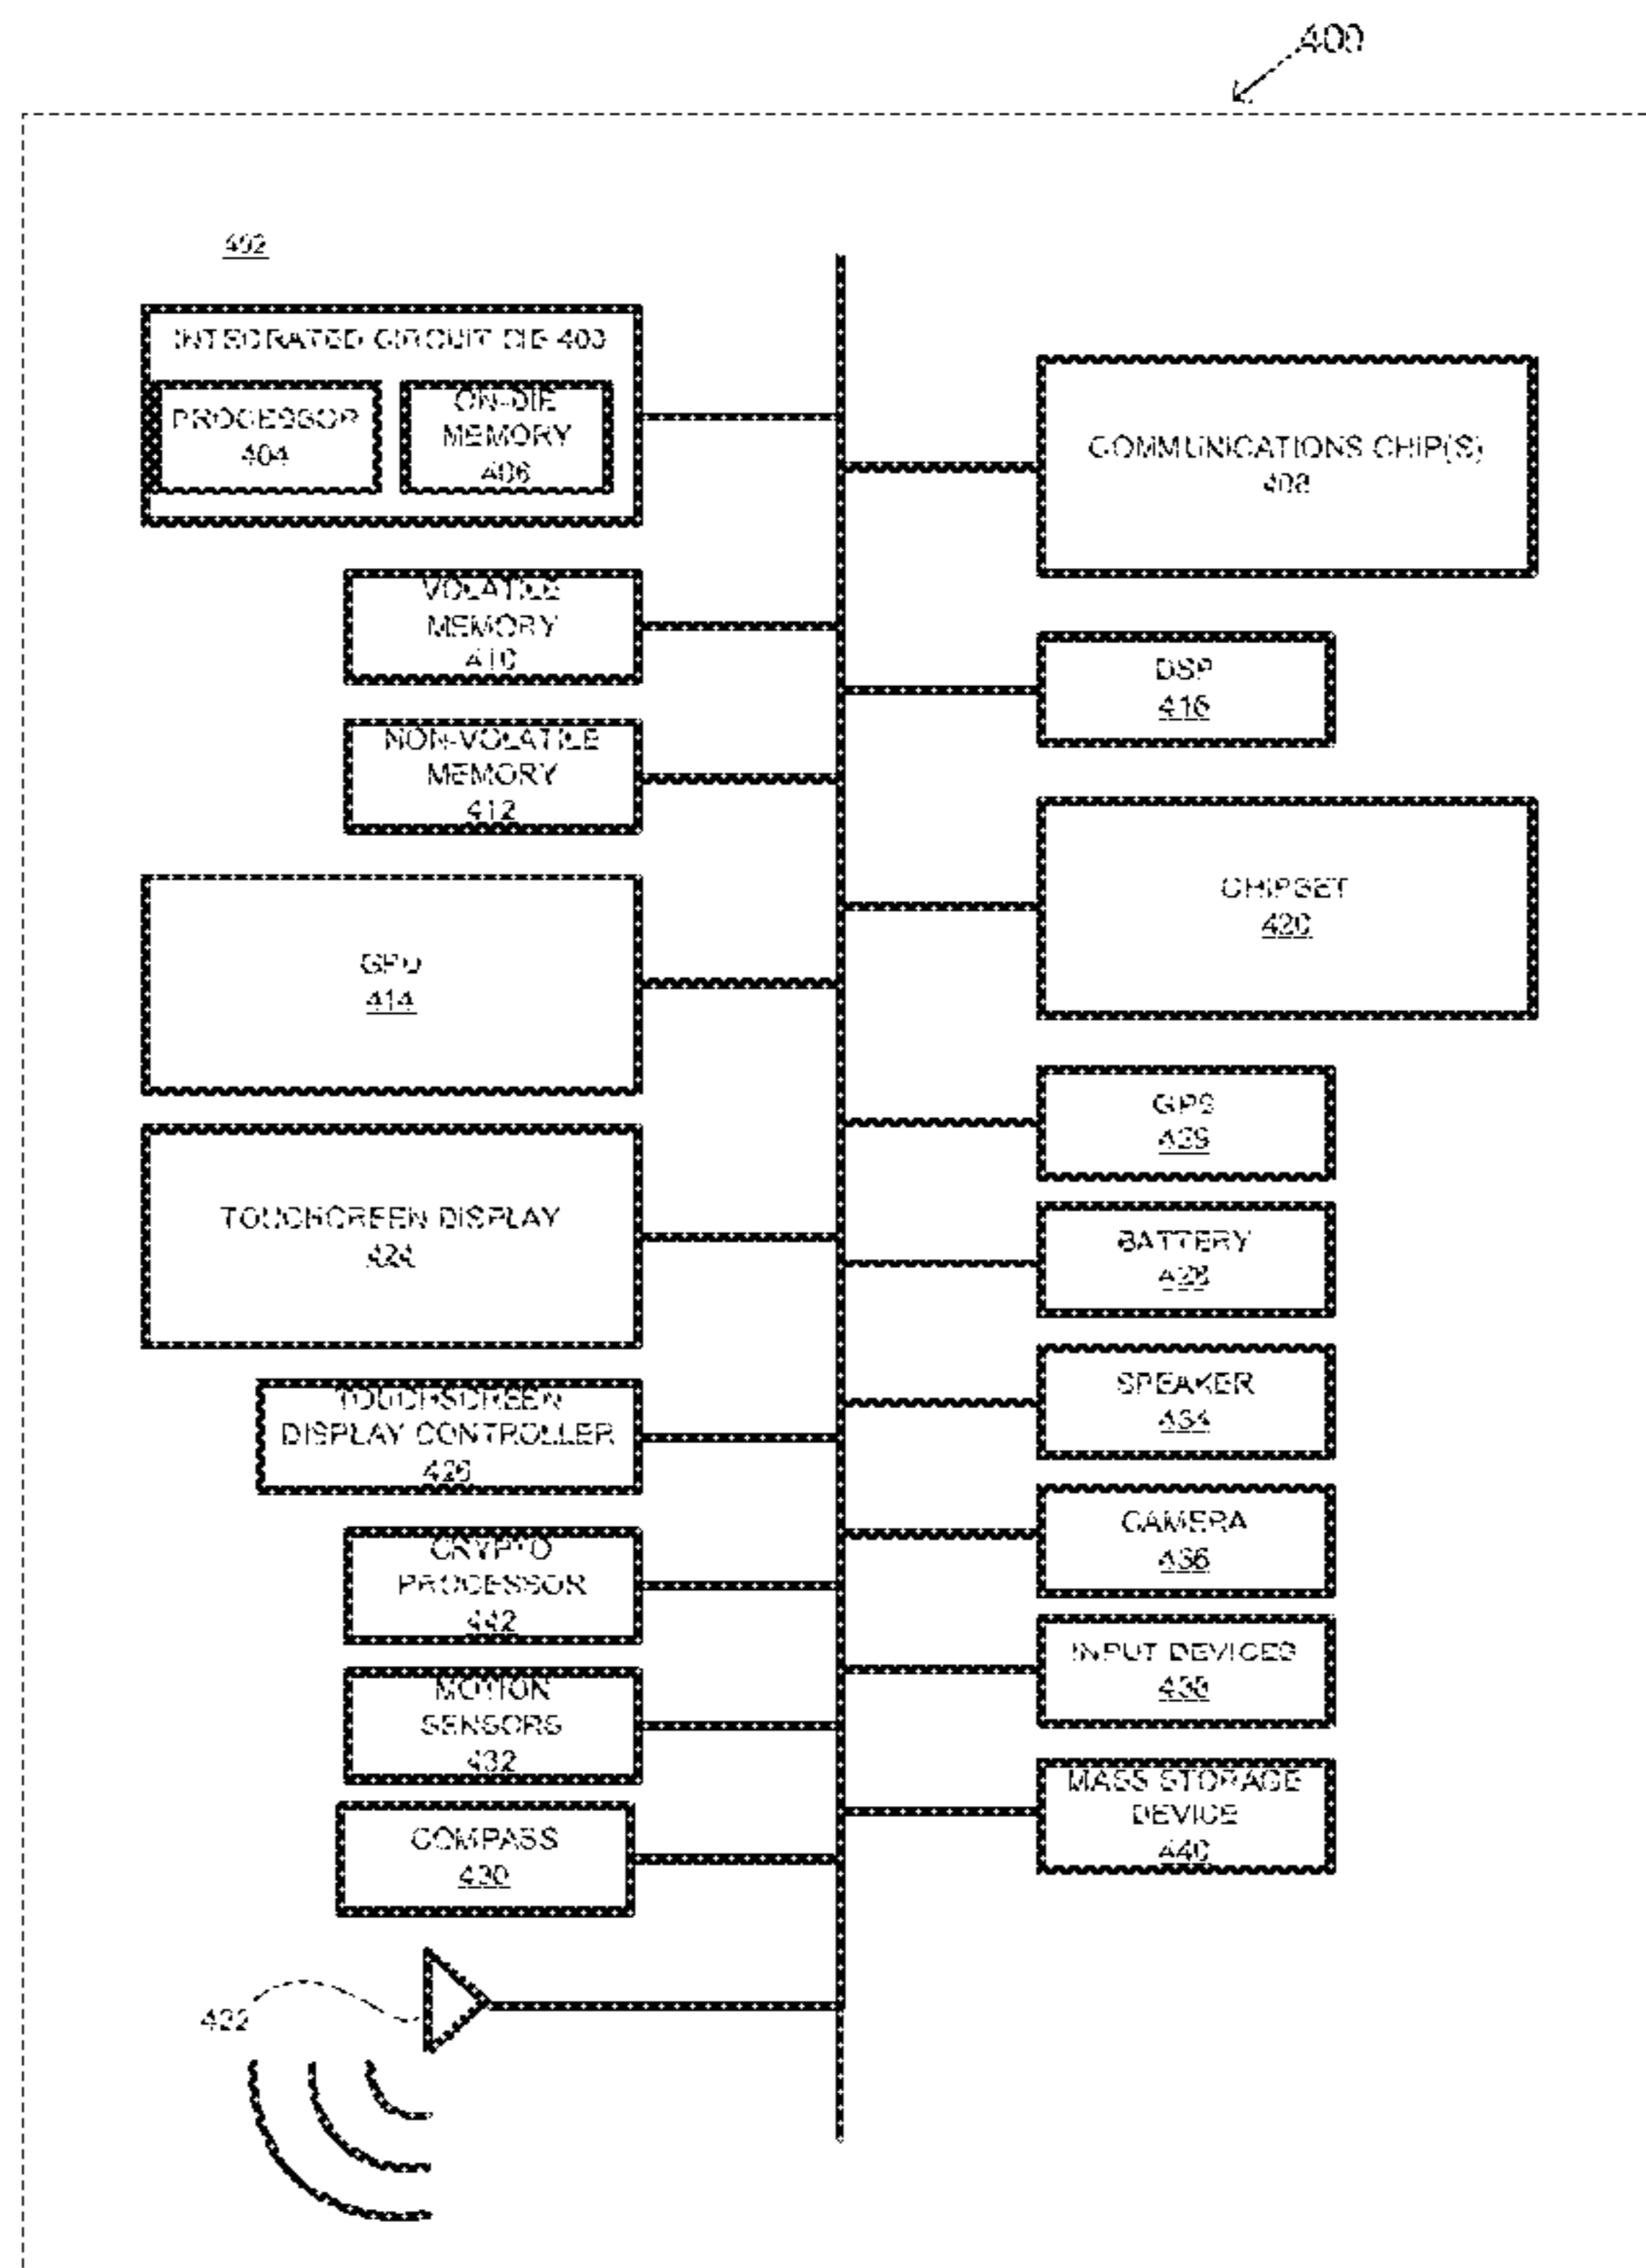 400
402
INTEGRATED CIRCUIT DIE 403
PROCESSOR
404
ON-DIE
MEMORY
406
COMMUNICATIONS CHIP(S)
408
VOLATILE
MEMORY
410
DSP
416
NON-VOLATILE
MEMORY
412
CHIPSET
420
GPU
414
GPS
TOUCHSCREEN DISPLAY
424
BATTERY
TOUCHSCREEN
DISPLAY CONTROLLER
426
SPEAKER
434
CRYPTO
PROCESSOR
442
CAMERA
436
MOTION
SENSORS
432
INPUT DEVICES
438
COMPASS
430
MASS STORAGE
DEVICE
440
422